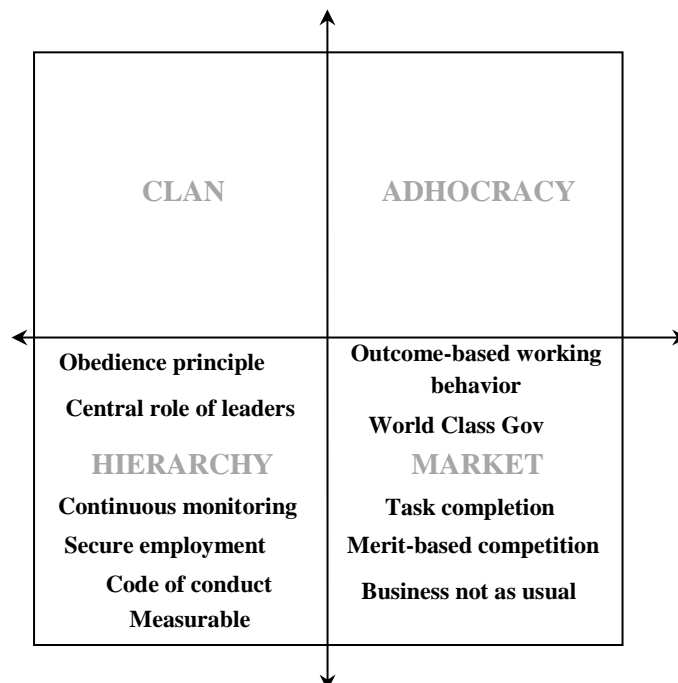 CLAN
ADHOCRACY
Obedience principle
Central role of leaders
HIERARCHY
Continuous monitoring
Secure employment
Code of conduct
Measurable
Outcome-based working
behavior
World Class Gov
MARKET
Task completion
Merit-based competition
Business not as usual